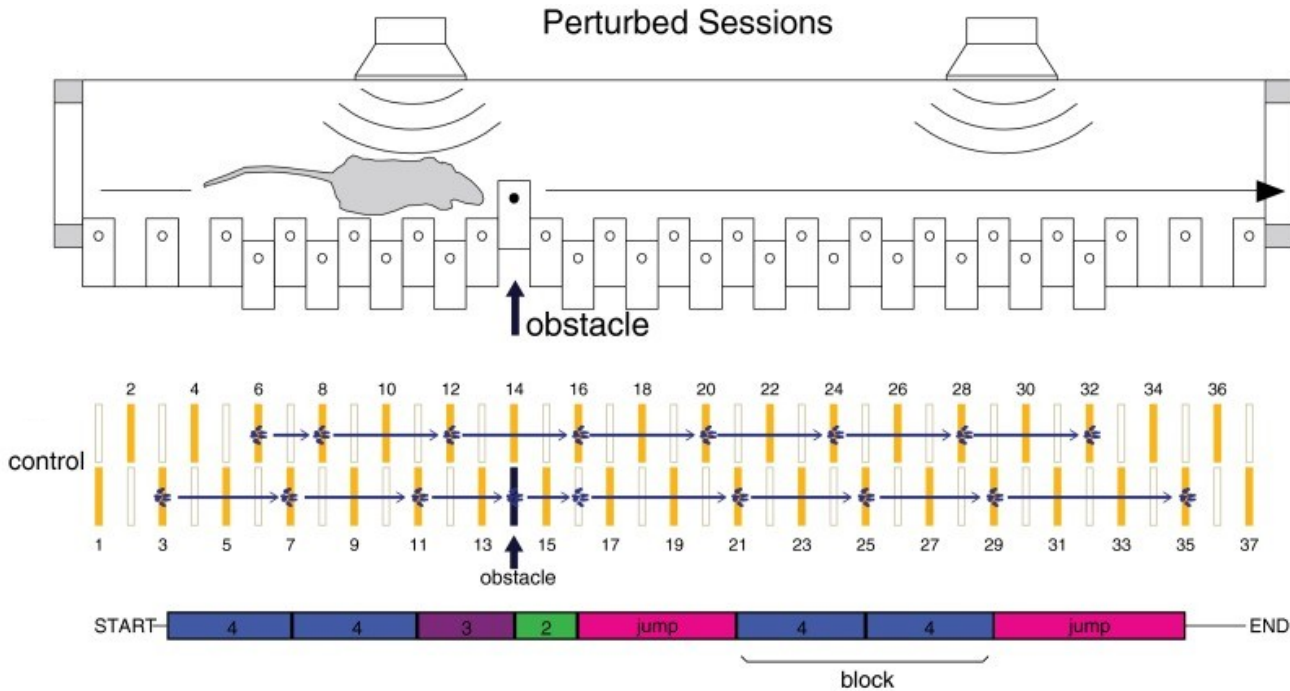 Perturbed Sessions
obstacle
2 4 6 8 10 12 14 16 18 20 22 24 26 28 30 32 34 36
control
1 3 5 7 9 11 13 15 17 19 21 23 25 27 29 31 33 35 37
obstacle
START 4 4 3 2 jump 4 4 jump END
block